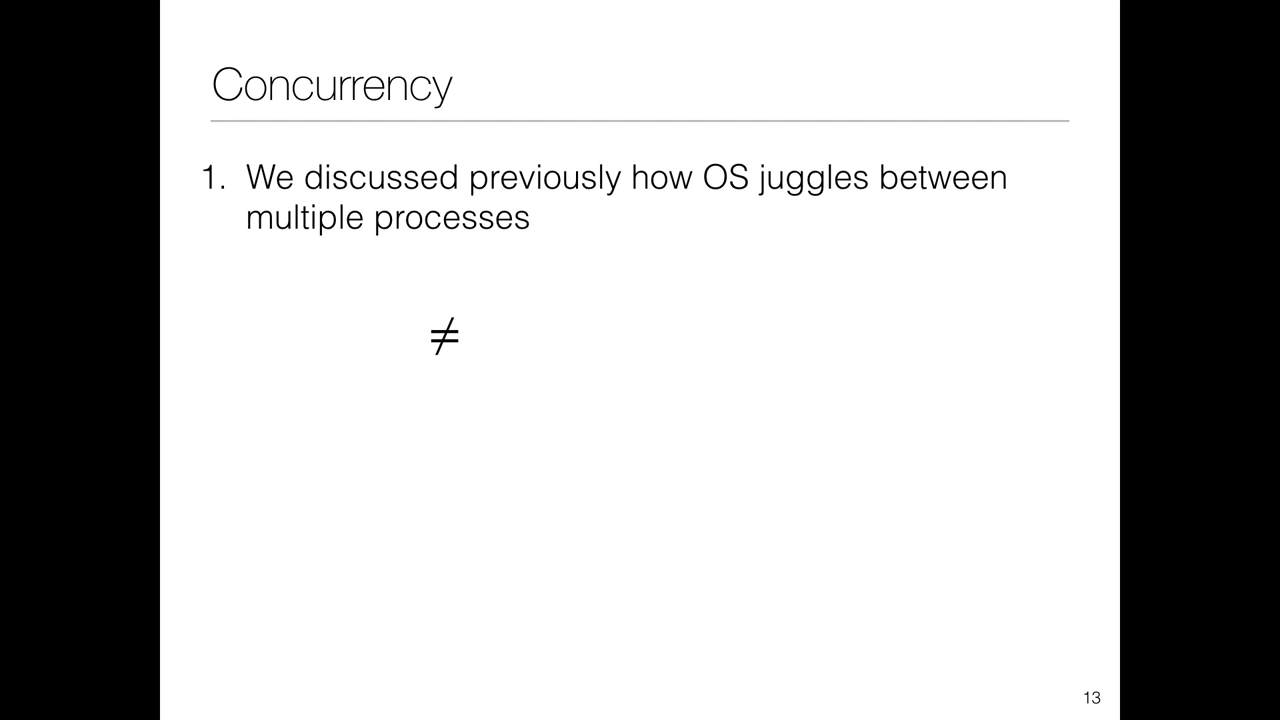 Concurrency
1. We discussed previously how OS juggles between
multiple processes
≠
13